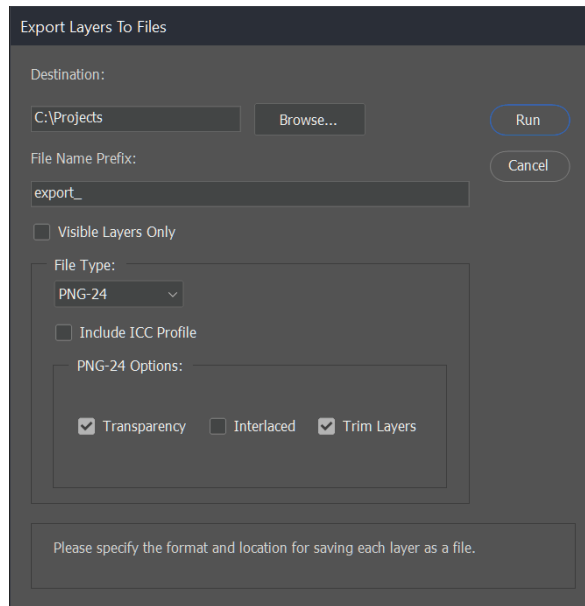 Export Layers To Files
Destination:
C:\Projects
Browse...
Run
File Name Prefix:
Cancel
export_
Visible Layers Only
File Type:
PNG-24
Include ICC Profile
PNG-24 Options:
Transparency Interlaced Trim Layers
Please specify the format and location for saving each layer as a file.